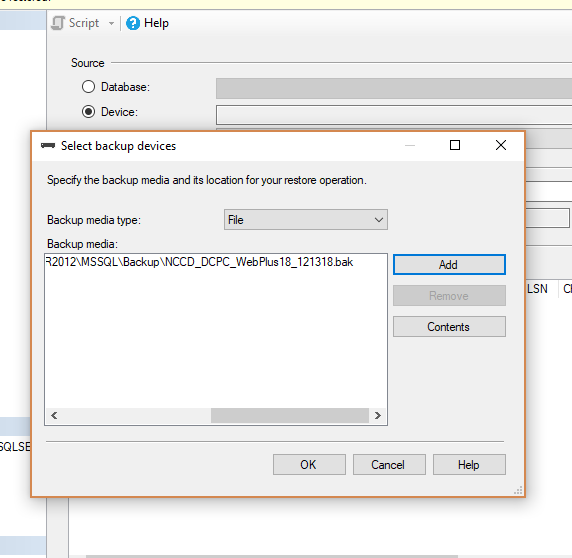 Script
Help
Source
Database:
Device:
Select backup devices
Specify the backup media and its location for your restore operation.
Backup media type:
File
Backup media:
R2012\MSSQL\Backup\NCCD_DCPC_WebPlus18_121318.bak
Add
Remove
Contents
LSN
OK
Cancel
Help